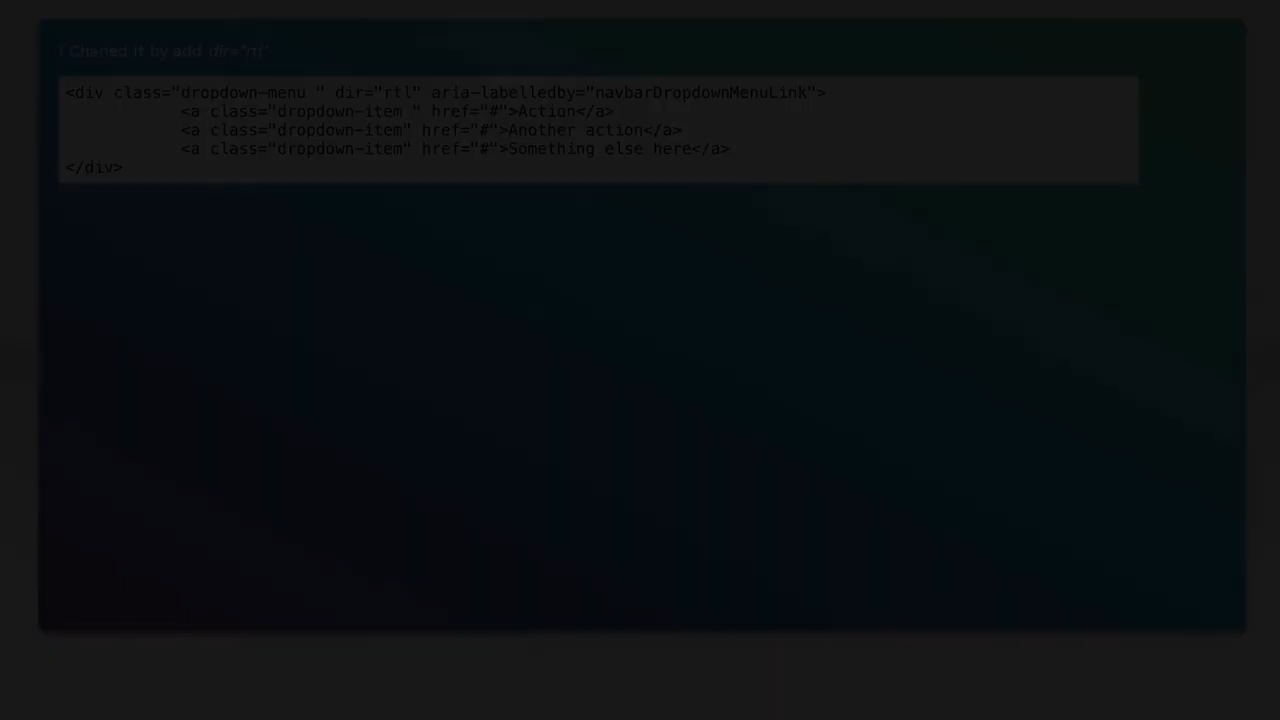 I Chaned it by add dir="rtl"
<div class="dropdown-menu " dir="rtl" aria-labelledby="navbarDropdownMenuLink">
<a class="dropdown-item " href="#">Action</a>
<a class="dropdown-item" href="#">Another action</a>
<a class="dropdown-item" href="#">Something else here</a>
</div>